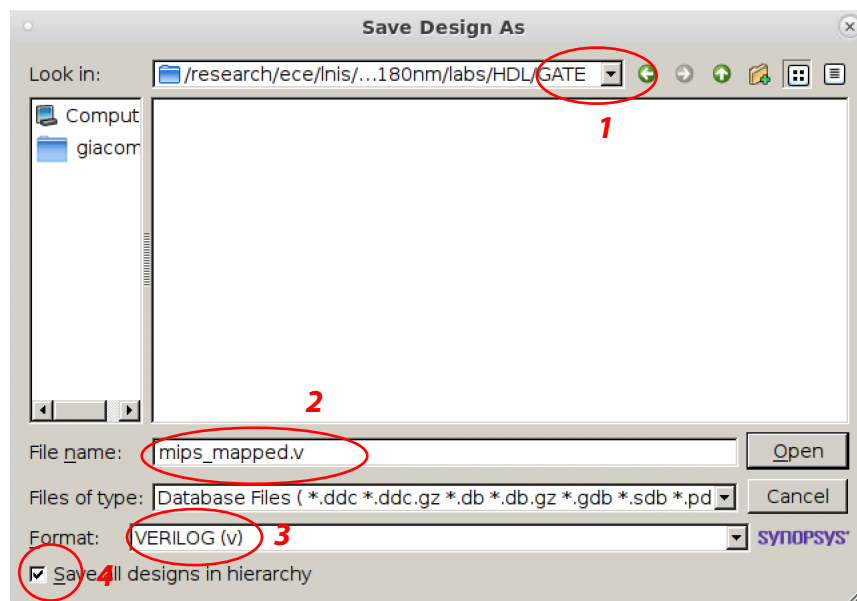 Save Design As
Look in: /research/ece/lnis/...180nm/labs/HDL/GATE
1
Comput
giacom
2
File name: mips_mapped.v Open
Files of type: Database Files ( *.ddc *.ddc.gz *.db *.db.gz *.gdb *.sdb *.pd Cancel
Format: VERILOG (v) 3 SYNOPSYS
4 Save all designs in hierarchy